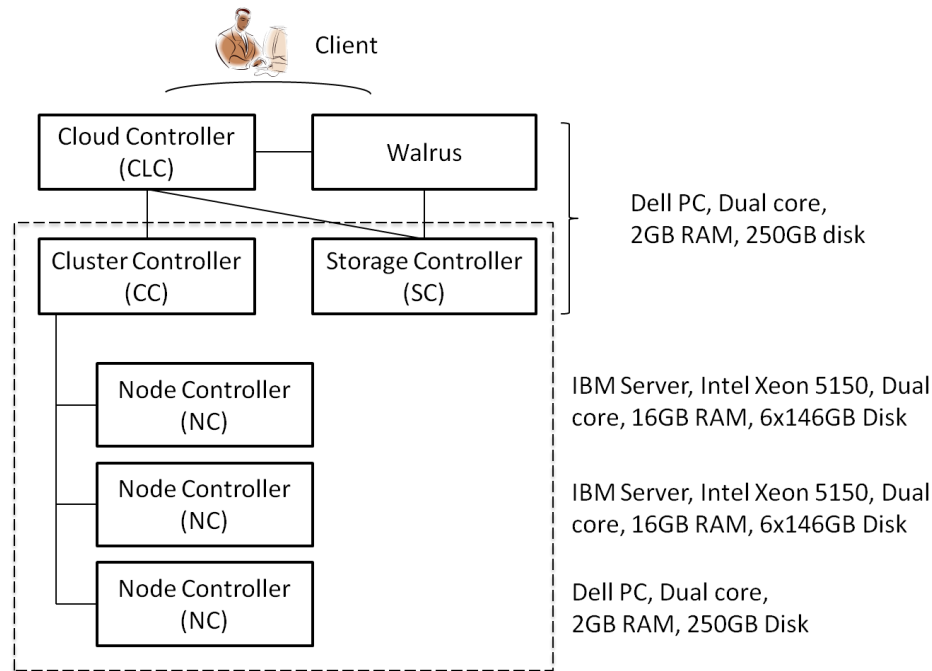 Client
Cloud Controller
(CLC)
Walrus
Dell PC, Dual core,
2GB RAM, 250GB disk
Cluster Controller
(CC)
Storage Controller
(SC)
Node Controller
(NC)
IBM Server, Intel Xeon 5150, Dual
core, 16GB RAM, 6x146GB Disk
Node Controller
(NC)
IBM Server, Intel Xeon 5150, Dual
core, 16GB RAM, 6x146GB Disk
Node Controller
(NC)
Dell PC, Dual core,
2GB RAM, 250GB Disk